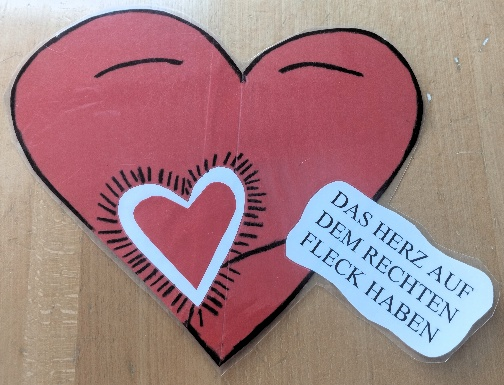 DAS HERZ AUF
DEM RECHTEN
FLECK HABEN